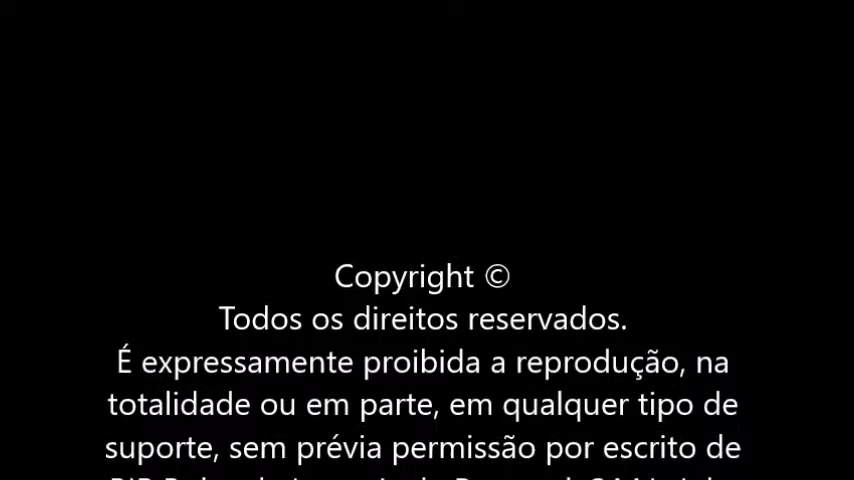 Copyright ©
Todos os direitos reservados.
É expressamente proibida a reprodução, na
totalidade ou em parte, em qualquer tipo de
suporte, sem prévia permissão por escrito de